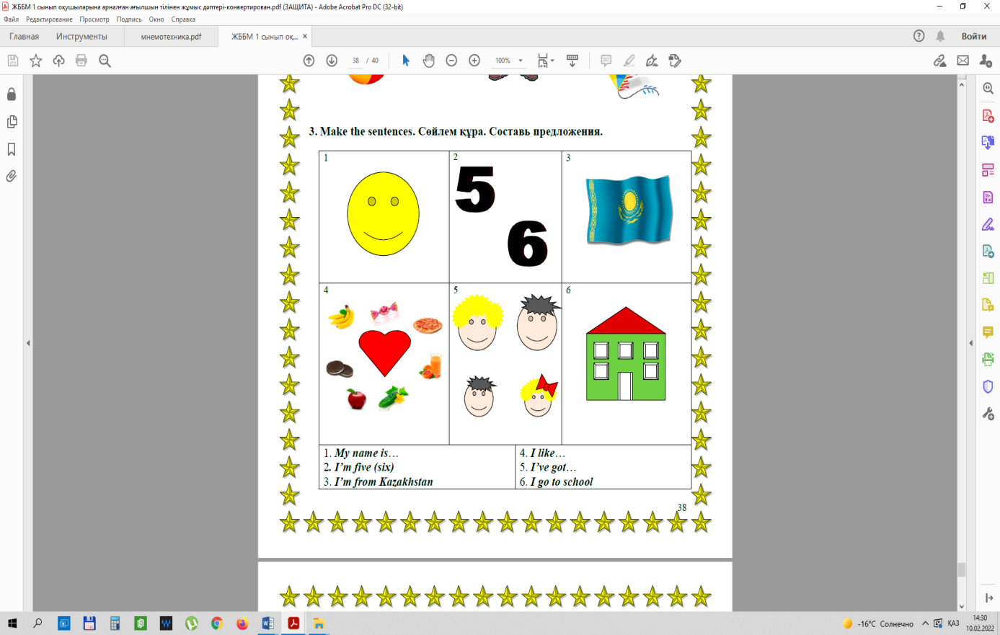 ЖББМ 1 сынып оқушыларына арналған ағылшын тілінен жұмыс дәптері-конвертирован.pdf (ЗАЩИТА) - Adobe Acrobat Pro DC (32-bit)
Файл Редактирование Просмотр Подпись Окно Справка
Главная Инструменты мнемотехника.pdf ЖББМ 1 сынып оқ... × Войти
38 / 40 100%
3. Make the sentences. Сөйлем құра. Составь предложения.
1 2 3
5
6
4 5 6
1. My name is…
2. I’m five (six)
3. I’m from Kazakhstan
4. I like…
5. I’ve got…
6. I go to school
38
-16°C Солнечно ҚАЗ 14:30
10.02.2022